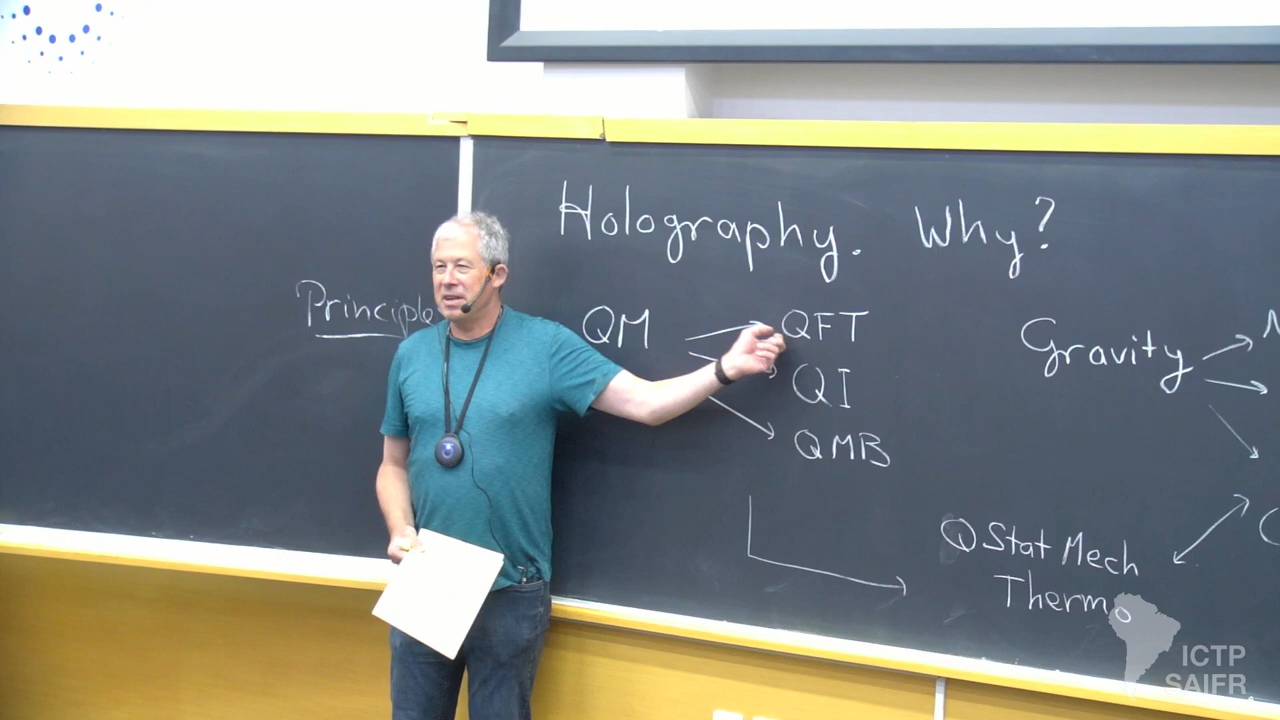 Holography. Why?
Principle
QM
QFT
QI
QMB
Gravity
Q Stat Mech
Thermo
ICTP
SAIFR